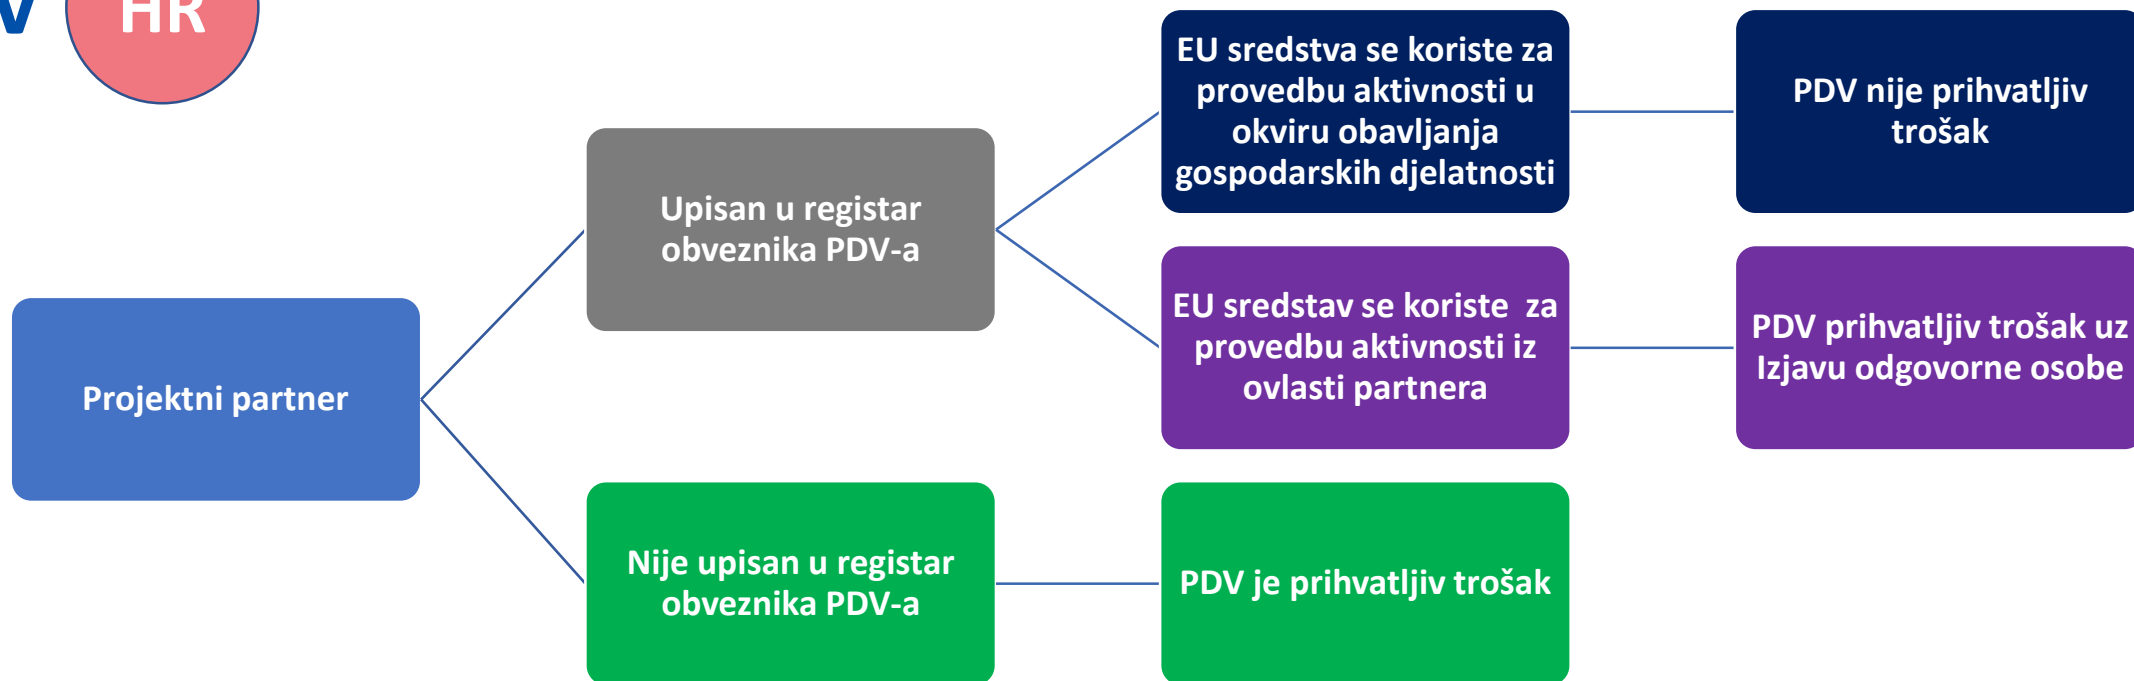 HR
EU sredstva se koriste za
provedbu aktivnosti u
okviru obavljanja
gospodarskih djelatnosti
PDV nije prihvatljiv
trošak
Upisan u registar
obveznika PDV-a
EU sredstav se koriste  za
provedbu aktivnosti iz
ovlasti partnera
PDV prihvatljiv trošak uz
Izjavu odgovorne osobe
Projektni partner
Nije upisan u registar
obveznika PDV-a
PDV je prihvatljiv trošak